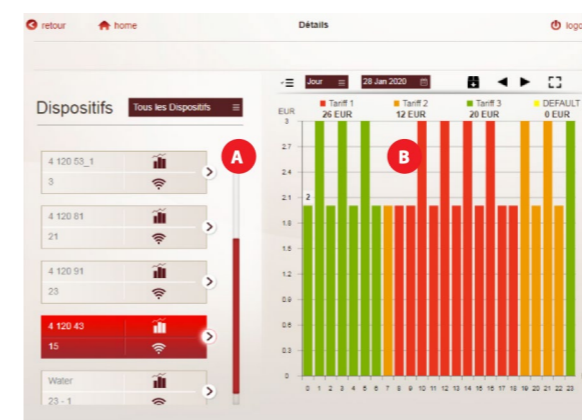 retour home Détails logo
Jour 28 Jan 2020
Dispositifs Tous les Dispositifs
EUR Tariff 1 Tariff 2 Tariff 3 DEFAULT
26 EUR 12 EUR 20 EUR 0 EUR
A
B
4 120 53_1
3
4 120 81
21
4 120 91
23
4 120 43
15
Water
23 - 1
3
2.7
2.4
2.1
2
1.8
1.5
1.2
0.9
0.6
0.3
0
0 1 2 3 4 5 6 7 8 9 10 11 12 13 14 15 16 17 18 19 20 21 22 23